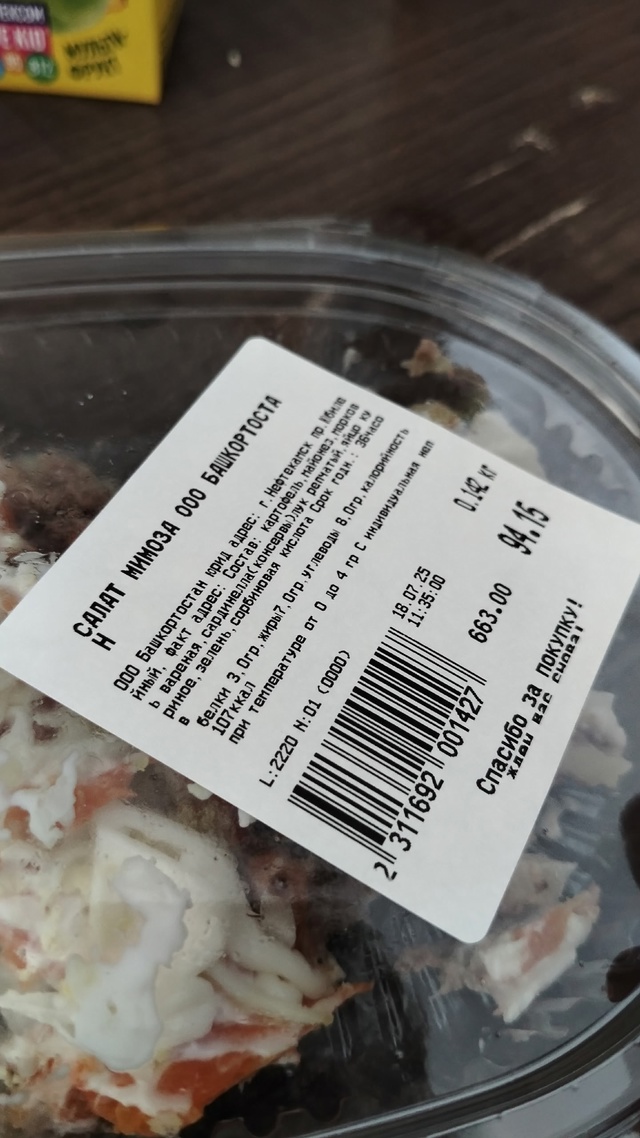 E KID
МУЛЬТИ-
ФРУКТ
САЛАТ МИМОЗА ООО БАШКОРТОСТА
Н
ООО Башкортостан юрид адрес: г.Нефтекамск пр.
йный, факт адрес: Состав: картофель,майонез,морков
ь вареная,сардинелла(консервы)лук репчатый,яйцо ку
риное,зелень,сорбиновая кислота Срок годн.: 36часо
в
белки 3,0гр,жиры7,0гр,углеводы 8,0гр,калорийность
107ккал
при температуре от 0 до 4 гр С индивидуальная
0.142 кг
18.07.25
11:35:00
663.00
94.15
L:2220 N:01 (0000)
2 311692 001427
Спасибо за покупку!
ждем вас снова!